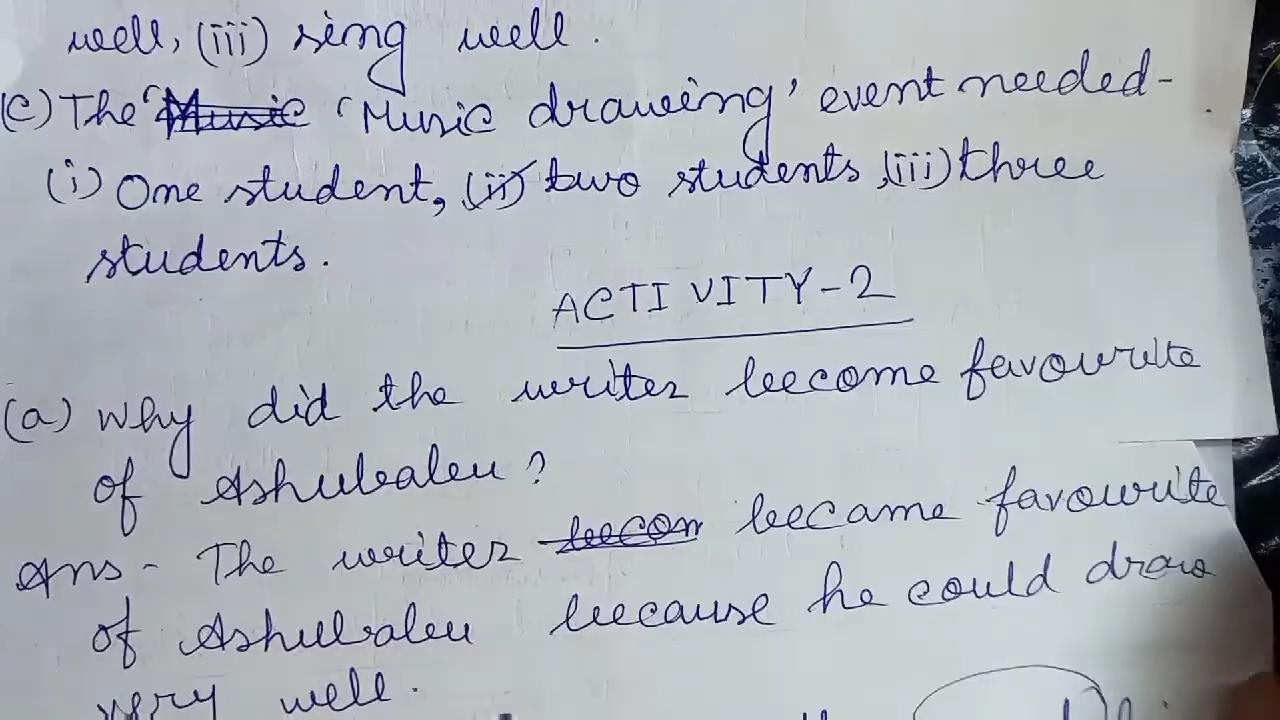 well, (iii) sing well.
(c) The 'Music 'Music drawing' event needed-
(i) One student, (ii) two students, (iii) three
students.
ACTIVITY-2
(a) Why did the writer become favourite
of Ashubabu?
Ans - The writer becom became favourite
of Ashubabu because he could draw
very well.